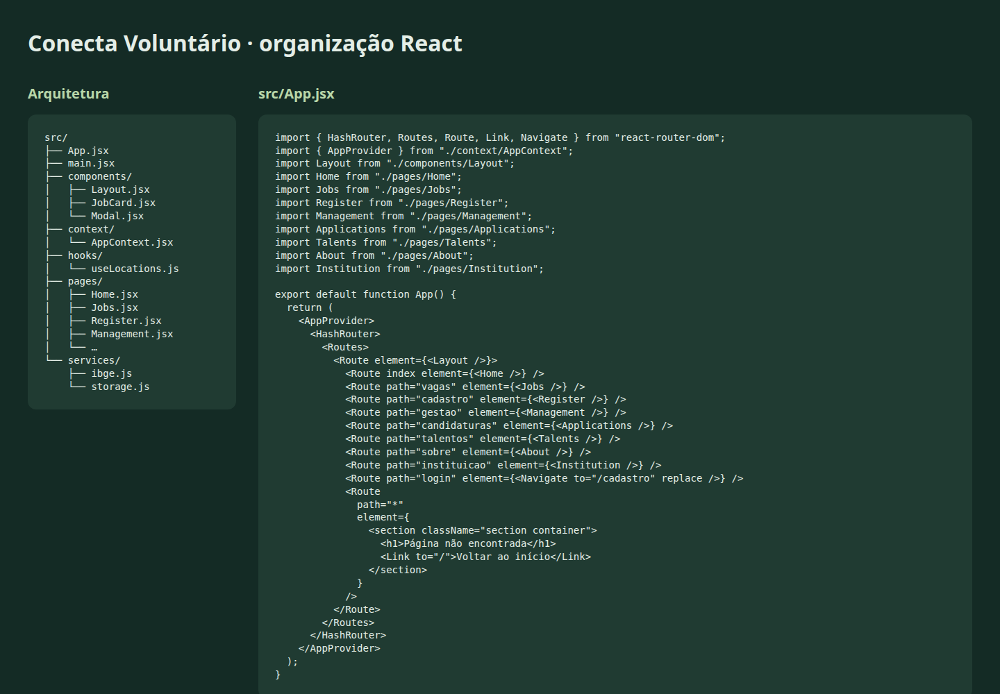 Conecta Voluntário · organização React
Arquitetura
src/
├── App.jsx
├── main.jsx
├── components/
│   ├── Layout.jsx
│   ├── JobCard.jsx
│   └── Modal.jsx
├── context/
│   └── AppContext.jsx
├── hooks/
│   └── useLocations.js
├── pages/
│   ├── Home.jsx
│   ├── Jobs.jsx
│   ├── Register.jsx
│   ├── Management.jsx
│   └── …
└── services/
    ├── ibge.js
    └── storage.js
src/App.jsx
import { HashRouter, Routes, Route, Link, Navigate } from "react-router-dom";
import { AppProvider } from "./context/AppContext";
import Layout from "./components/Layout";
import Home from "./pages/Home";
import Jobs from "./pages/Jobs";
import Register from "./pages/Register";
import Management from "./pages/Management";
import Applications from "./pages/Applications";
import Talents from "./pages/Talents";
import About from "./pages/About";
import Institution from "./pages/Institution";

export default function App() {
  return (
    <AppProvider>
      <HashRouter>
        <Routes>
          <Route element={<Layout />}>
            <Route index element={<Home />} />
            <Route path="vagas" element={<Jobs />} />
            <Route path="cadastro" element={<Register />} />
            <Route path="gestao" element={<Management />} />
            <Route path="candidaturas" element={<Applications />} />
            <Route path="talentos" element={<Talents />} />
            <Route path="sobre" element={<About />} />
            <Route path="instituicao" element={<Institution />} />
            <Route path="login" element={<Navigate to="/cadastro" replace />} />
            <Route
              path="*"
              element={
                <section className="section container">
                  <h1>Página não encontrada</h1>
                  <Link to="/">Voltar ao início</Link>
                </section>
              }
            />
          </Route>
        </Routes>
      </HashRouter>
    </AppProvider>
  );
}